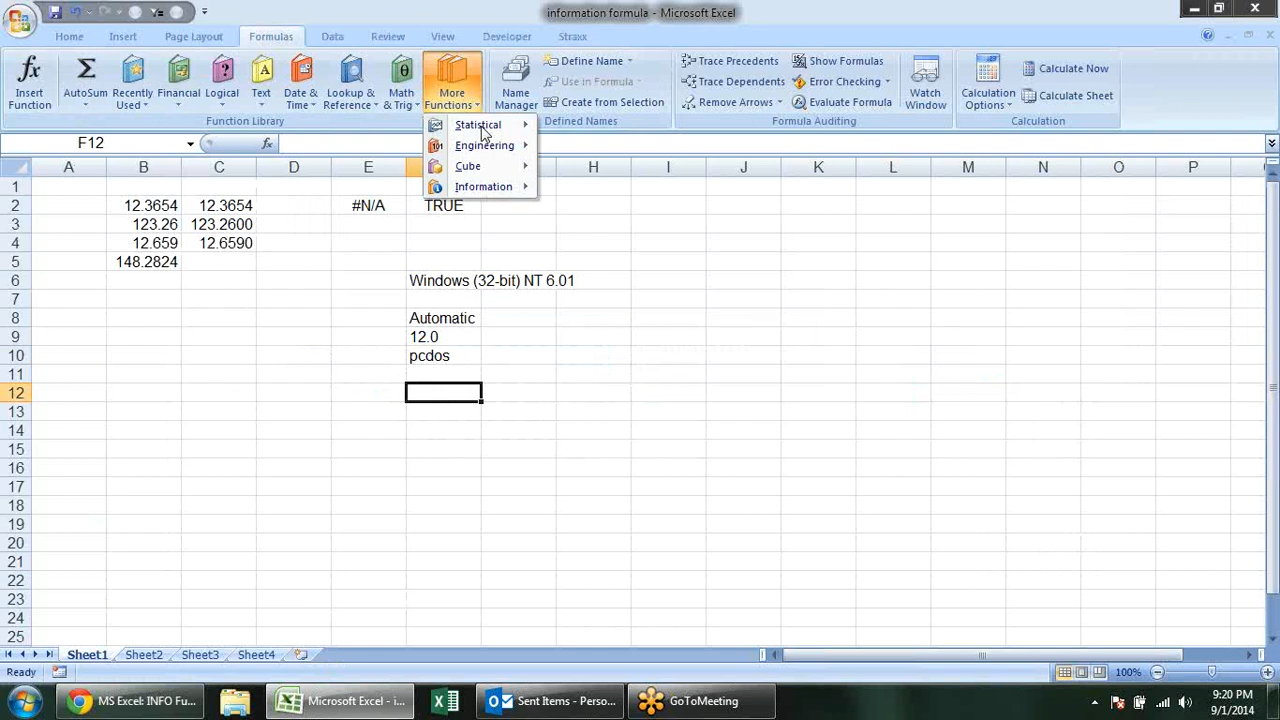 information formula - Microsoft Excel
Home Insert Page Layout Formulas Data Review View Developer Straxx
Insert Function
AutoSum
Recently Used
Financial
Logical
Text
Date & Time
Lookup & Reference
Math & Trig
More Functions
Function Library
Name Manager
Define Name
Use in Formula
Create from Selection
Defined Names
Trace Precedents
Trace Dependents
Remove Arrows
Show Formulas
Error Checking
Evaluate Formula
Formula Auditing
Watch Window
Calculation Options
Calculate Now
Calculate Sheet
Calculation
Statistical
Engineering
Cube
Information
F12
fx
A B C D E H I J K L M N O P
1
2 12.3654 12.3654 #N/A TRUE
3 123.26 123.2600
4 12.659 12.6590
5 148.2824
6 Windows (32-bit) NT 6.01
7
8 Automatic
9 12.0
10 pcdos
11
12
13
14
15
16
17
18
19
20
21
22
23
24
25
Sheet1 Sheet2 Sheet3 Sheet4
Ready 100%
MS Excel: INFO Fu... Microsoft Excel - i... Sent Items - Perso... GoToMeeting
9:20 PM
9/1/2014